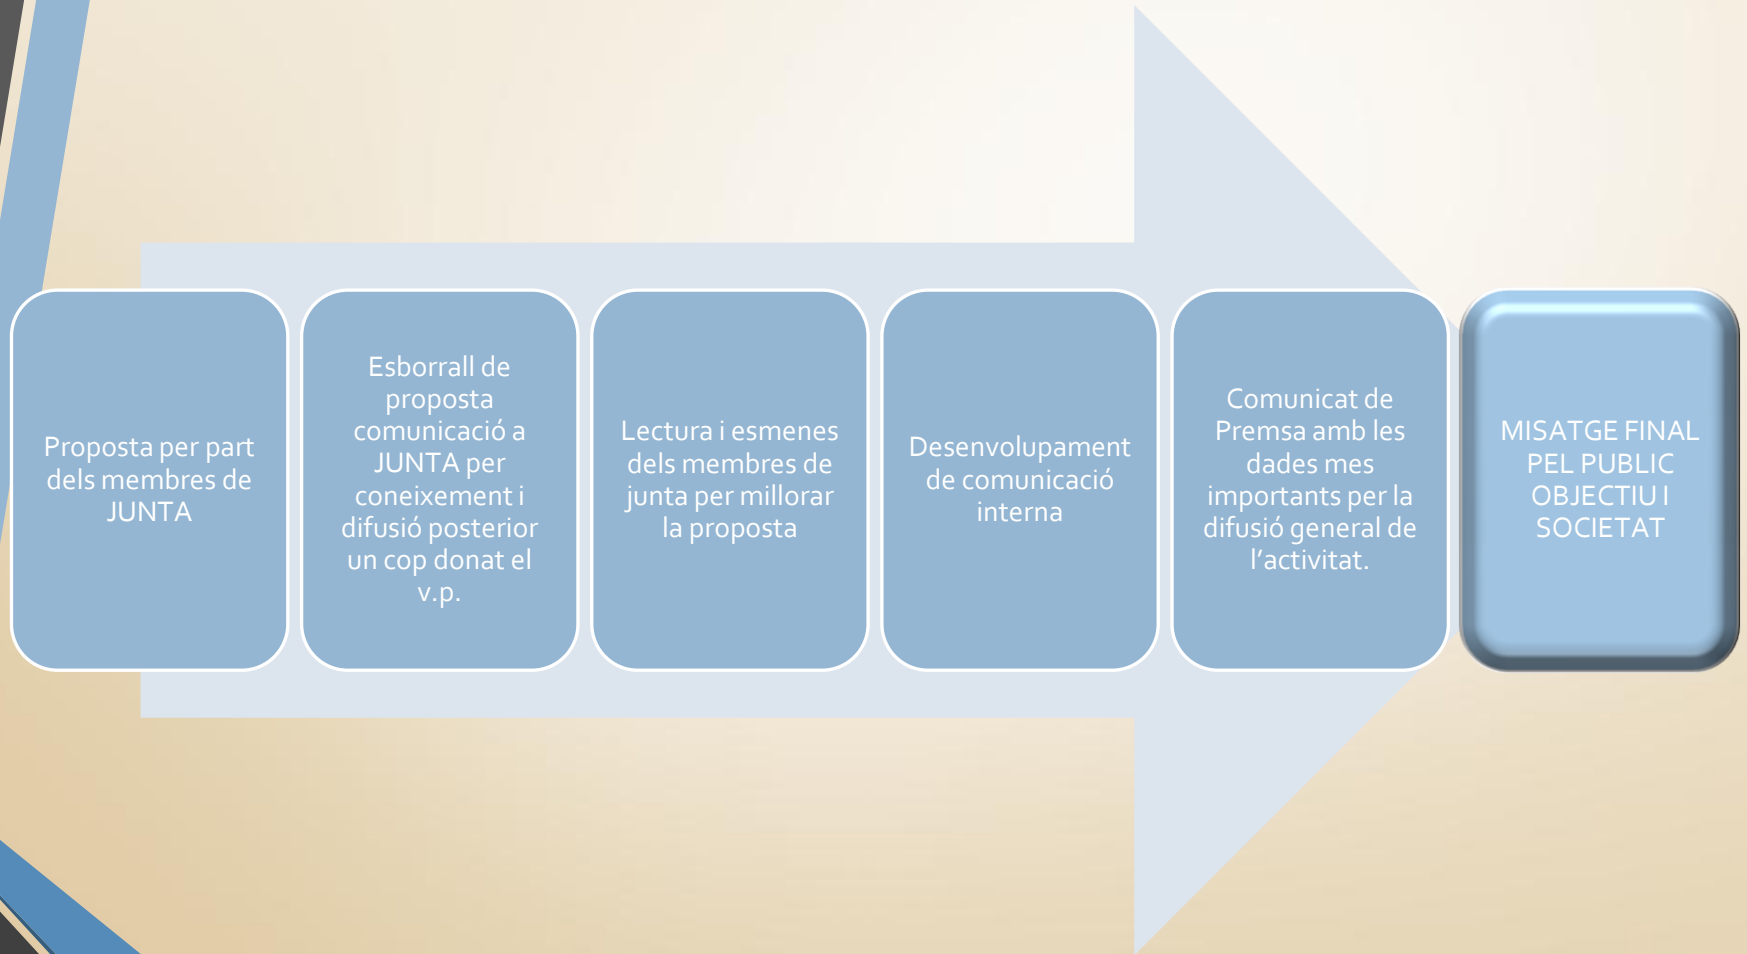 Proposta per part
dels membres de
JUNTA
Esborrall de
proposta
comunicació a
JUNTA per
coneixement i
difusió posterior
un cop donat el
v.p.
Lectura i esmenes
dels membres de
junta per millorar
la proposta
Desenvolupament
de comunicació
interna
Comunicat de
Premsa amb les
dades mes
importants per la
difusió general de
l’activitat.
MISATGE FINAL
PEL PUBLIC
OBJECTIU I
SOCIETAT